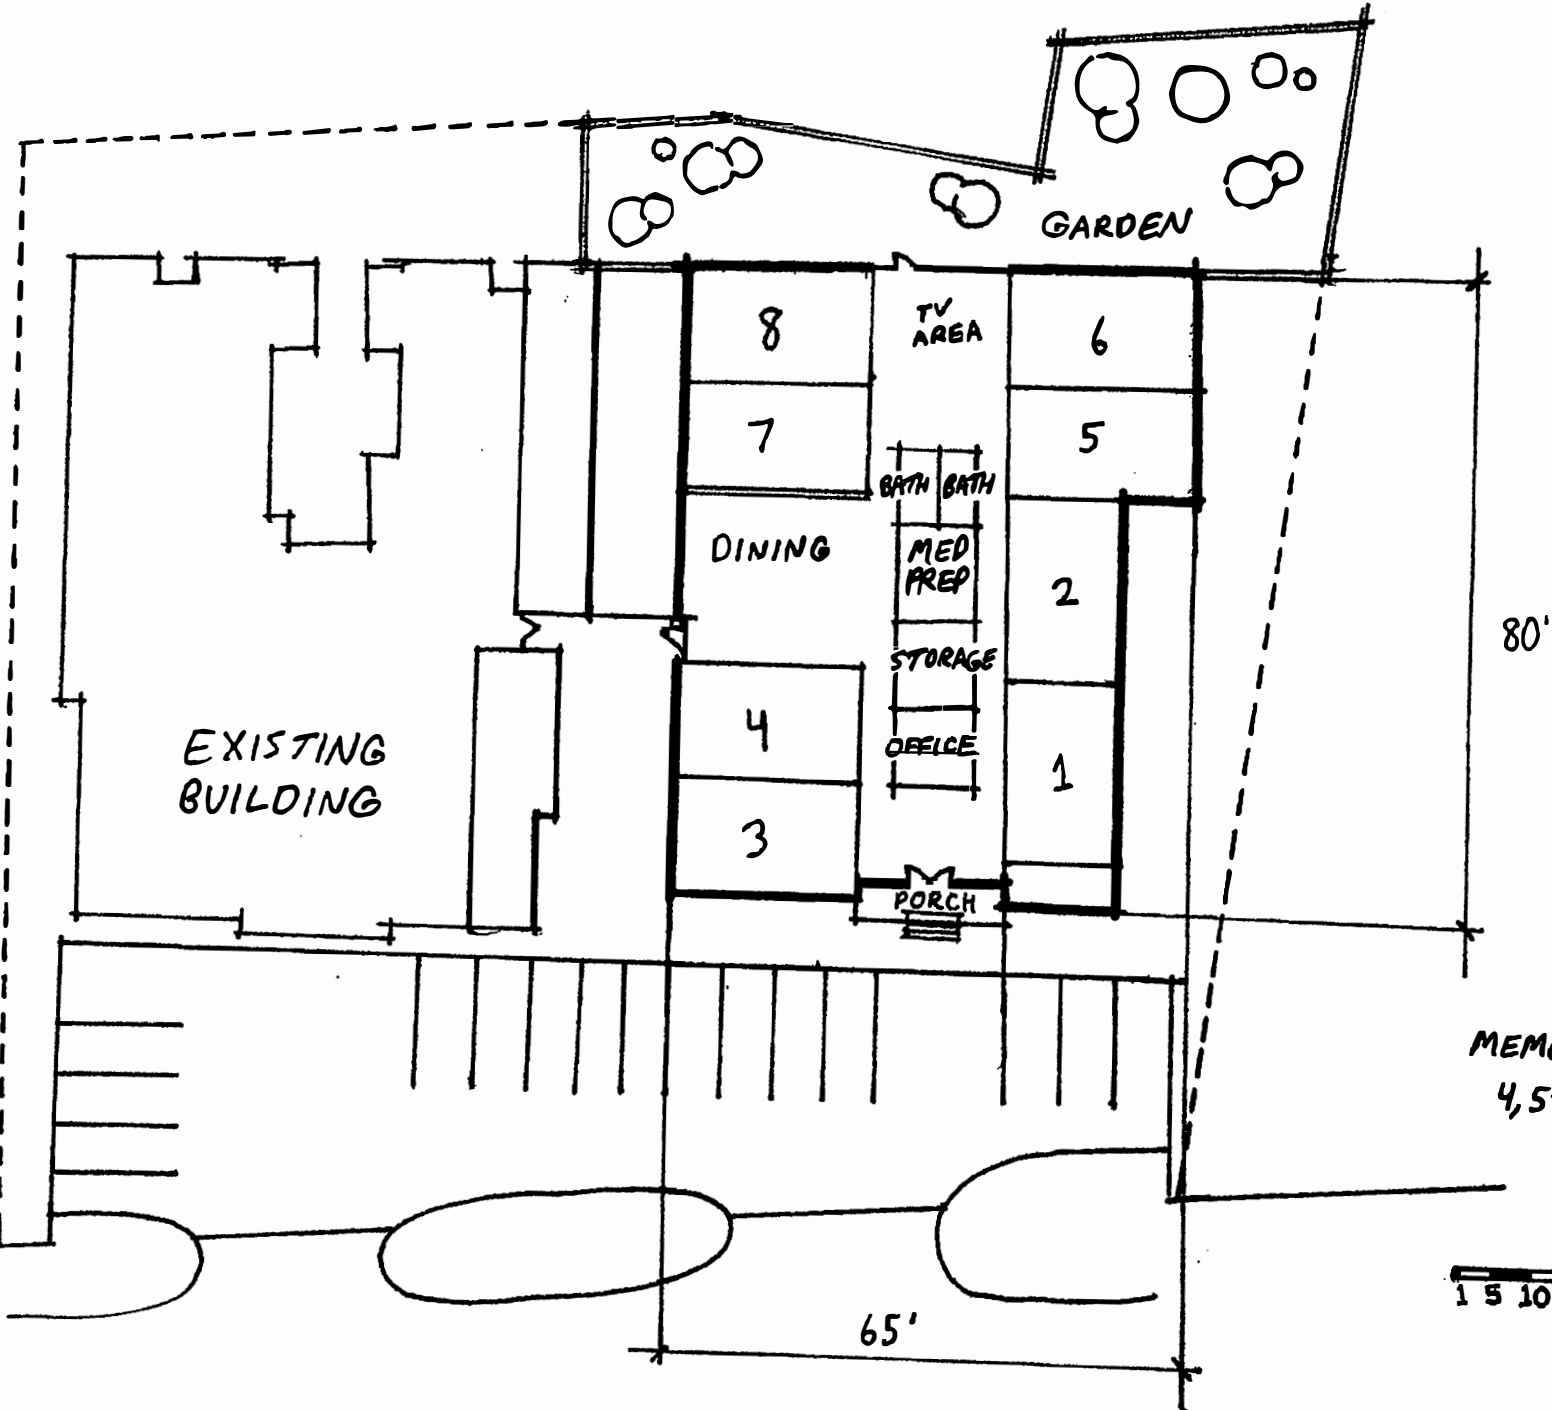 GARDEN
8
TV
AREA
6
7
5
BATH
BATH
DINING
MED
PREP
2
80'
STORAGE
4
OFFICE
EXISTING
BUILDING
1
3
PORCH
4,5
65'
1 5 10